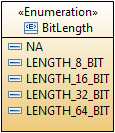 «Enumeration»
BitLength
NA
LENGTH_8_BIT
LENGTH_16_BIT
LENGTH_32_BIT
LENGTH_64_BIT